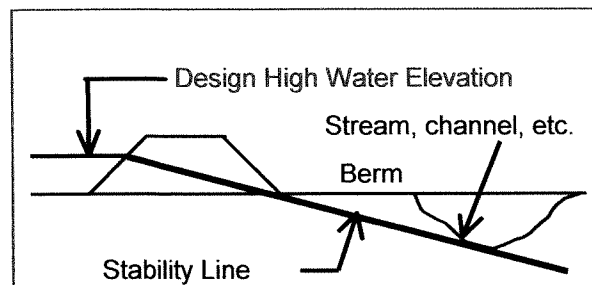 Design High Water Elevation
Stream, channel, etc.
Berm
Stability Line